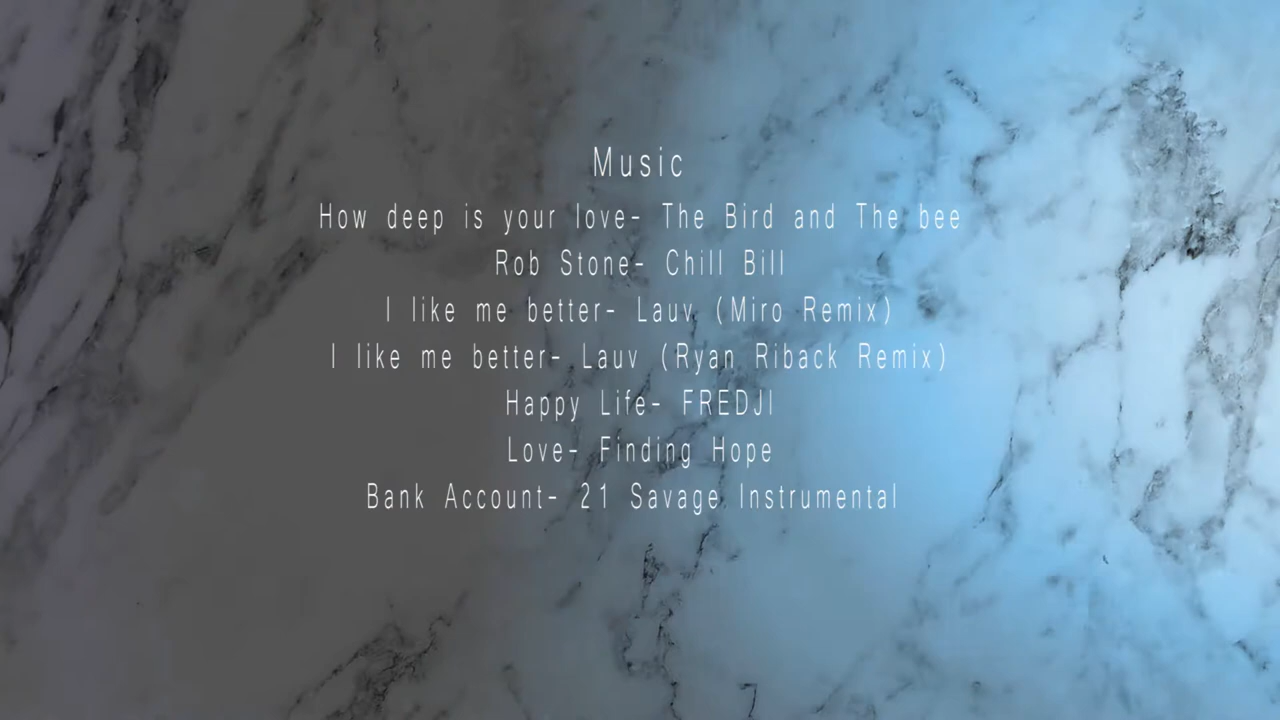 Music
How deep is your love- The Bird and The bee
Rob Stone- Chill Bill
I like me better- Lauv (Miro Remix)
I like me better- Lauv (Ryan Riback Remix)
Happy Life- FREDJI
Love- Finding Hope
Bank Account- 21 Savage Instrumental